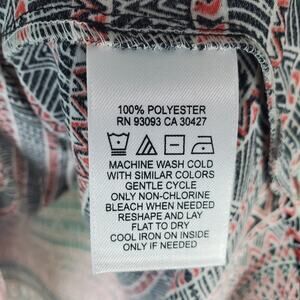 100% POLYESTER
RN 93093 CA 30427
MACHINE WASH COLD
WITH SIMILAR COLORS
GENTLE CYCLE
ONLY NON-CHLORINE
BLEACH WHEN NEEDED
RESHAPE AND LAY
FLAT TO DRY
COOL IRON ON INSIDE
ONLY IF NEEDED